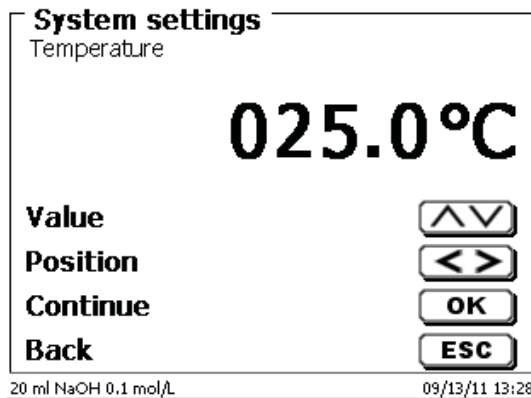 System settings
Temperature
025.0°C
Value
Position
Continue OK
Back ESC
20 ml NaOH 0.1 mol/L 09/13/11 13:28